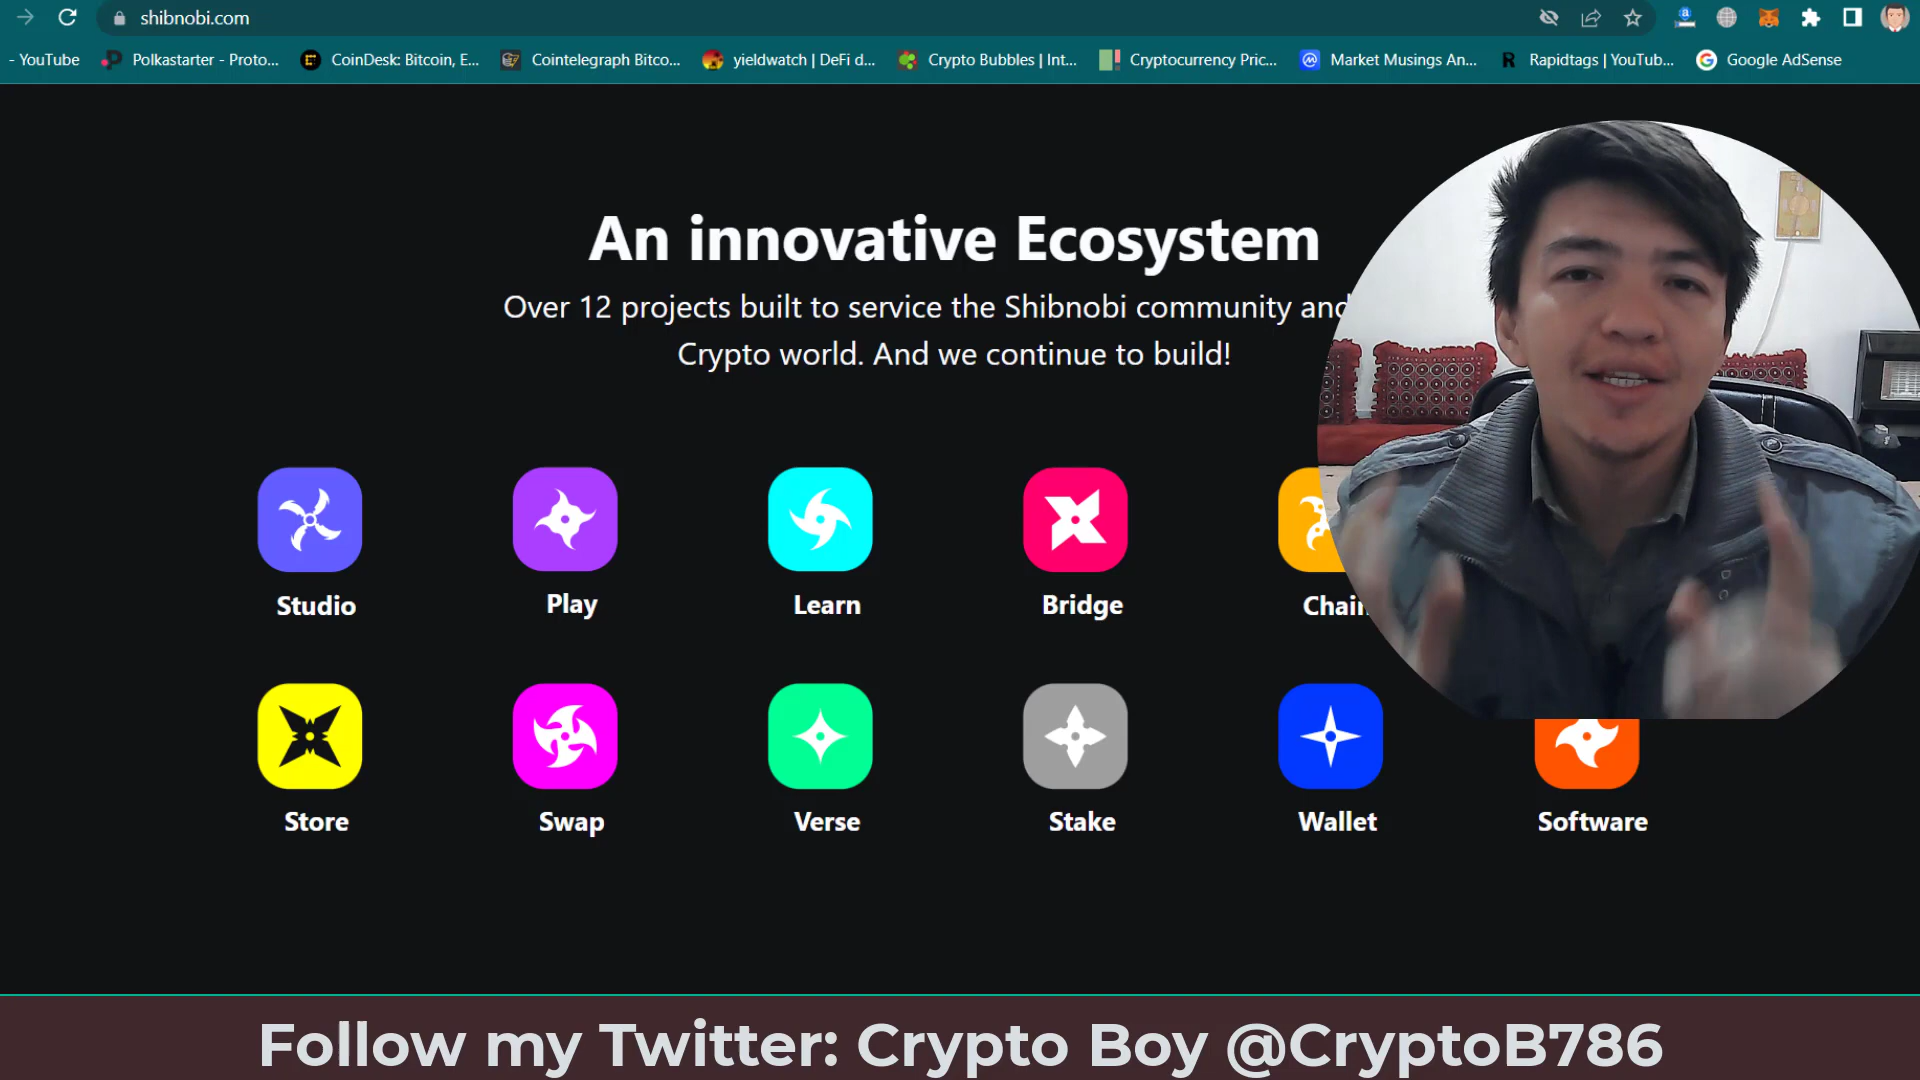 shibnobi.com
- YouTube
Polkastarter - Proto...
CoinDesk: Bitcoin, E...
Cointelegraph Bitco...
yieldwatch | DeFi d...
Crypto Bubbles | Int...
Cryptocurrency Pric...
Market Musings An...
Rapidtags | YouTub...
Google AdSense
An innovative Ecosystem
Over 12 projects built to service the Shibnobi community and
Crypto world. And we continue to build!
Studio
Play
Learn
Bridge
Chain
Store
Swap
Verse
Stake
Wallet
Software
Follow my Twitter: Crypto Boy @CryptoB786